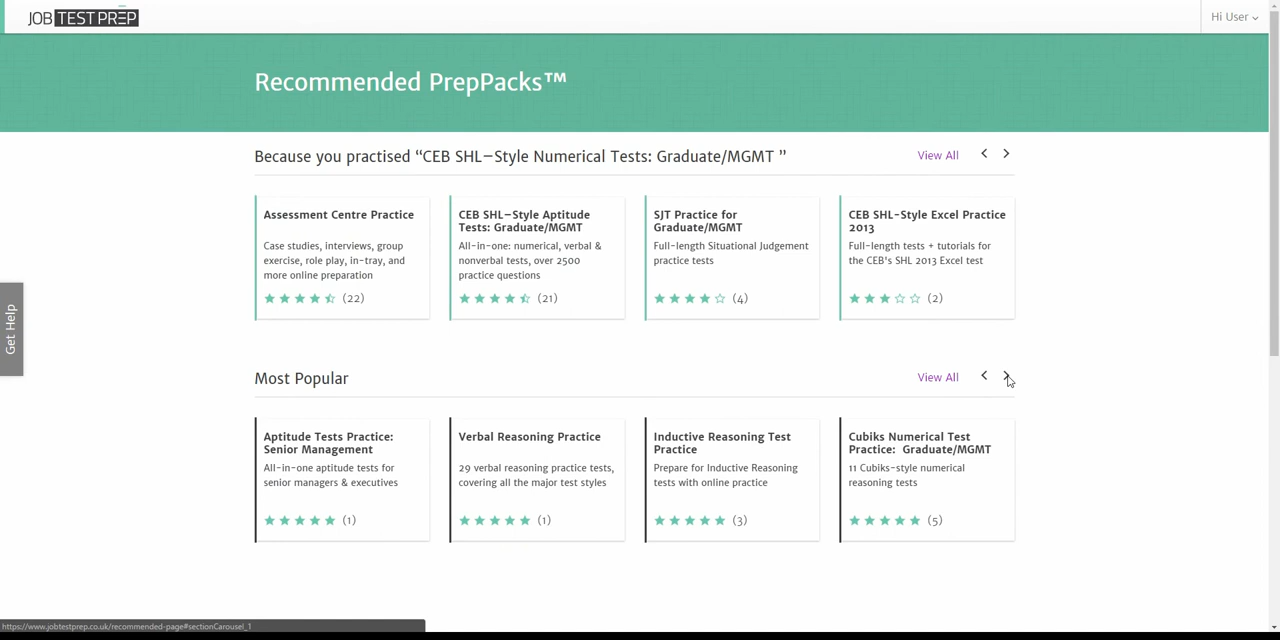 JOB TEST PREP
Hi User
Recommended PrepPacks™
Because you practised “CEB SHL–Style Numerical Tests: Graduate/MGMT ”
View All
Assessment Centre Practice
Case studies, interviews, group
exercise, role play, in-tray, and
more online preparation
(22)
CEB SHL–Style Aptitude
Tests: Graduate/MGMT
All-in-one: numerical, verbal &
nonverbal tests, over 2500
practice questions
(21)
SJT Practice for
Graduate/MGMT
Full-length Situational Judgement
practice tests
(4)
CEB SHL-Style Excel Practice
2013
Full-length tests + tutorials for
the CEB's SHL 2013 Excel test
(2)
Get Help
Most Popular
View All
Aptitude Tests Practice:
Senior Management
All-in-one aptitude tests for
senior managers & executives
(1)
Verbal Reasoning Practice
29 verbal reasoning practice tests,
covering all the major test styles
(1)
Inductive Reasoning Test
Practice
Prepare for Inductive Reasoning
tests with online practice
(3)
Cubiks Numerical Test
Practice: Graduate/MGMT
11 Cubiks-style numerical
reasoning tests
(5)
https://www.jobtestprep.co.uk/recommended-page#sectionCarousel_1